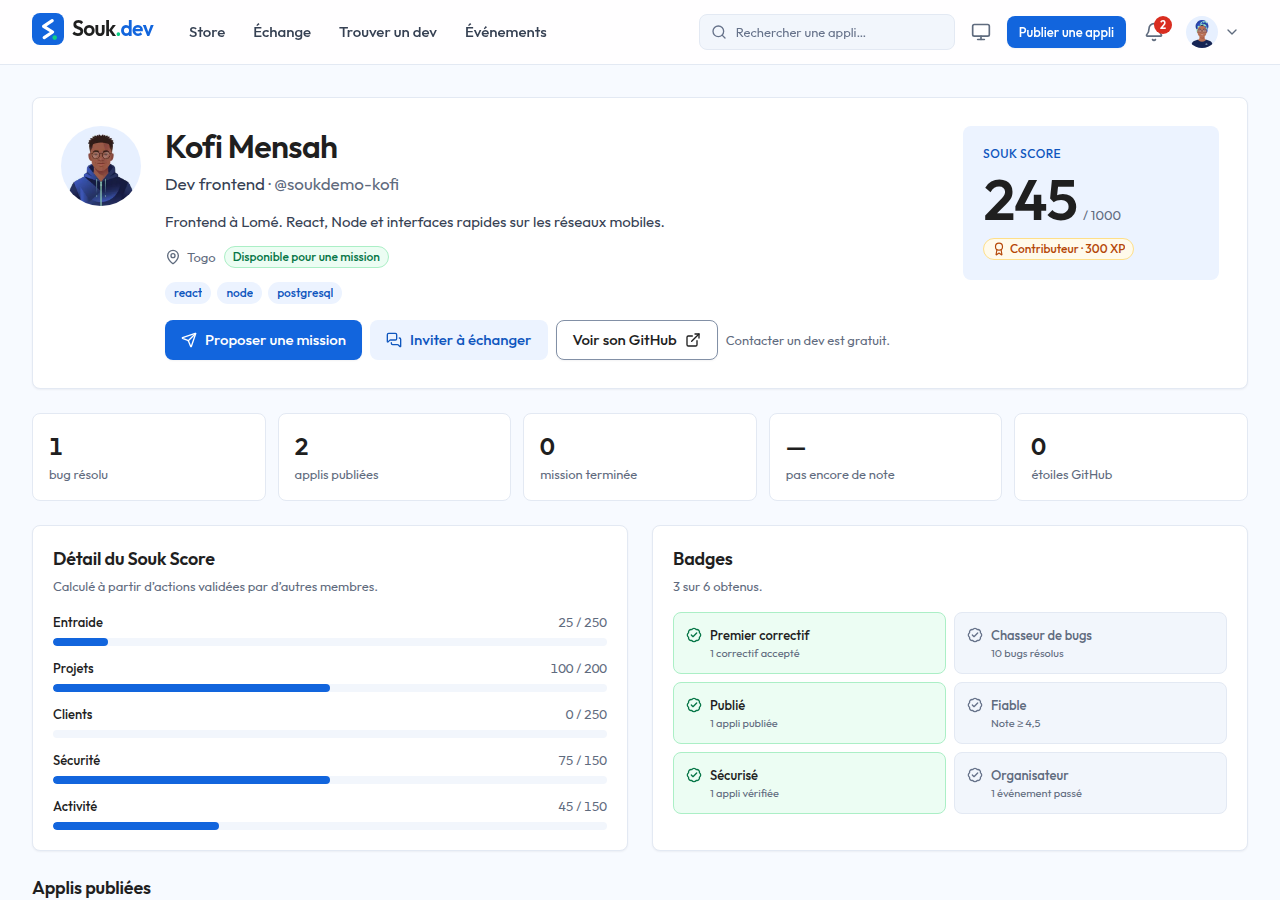 Souk.dev
Store
Échange
Trouver un dev
Événements
Rechercher une appli...
Publier une appli
2
Kofi Mensah
Dev frontend · @soukdemo-kofi
Frontend à Lomé. React, Node et interfaces rapides sur les réseaux mobiles.
Togo
Disponible pour une mission
react
node
postgresql
Proposer une mission
Inviter à échanger
Voir son GitHub
Contacter un dev est gratuit.
SOUK SCORE
245 / 1000
Contributeur · 300 XP
1
bug résolu
2
applis publiées
0
mission terminée
—
pas encore de note
0
étoiles GitHub
Détail du Souk Score
Calculé à partir d'actions validées par d'autres membres.
Entraide 25 / 250
Projets 100 / 200
Clients 0 / 250
Sécurité 75 / 150
Activité 45 / 150
Badges
3 sur 6 obtenus.
Premier correctif
1 correctif accepté
Chasseur de bugs
10 bugs résolus
Publié
1 appli publiée
Fiable
Note ≥ 4,5
Sécurisé
1 appli vérifiée
Organisateur
1 événement passé
Applis publiées